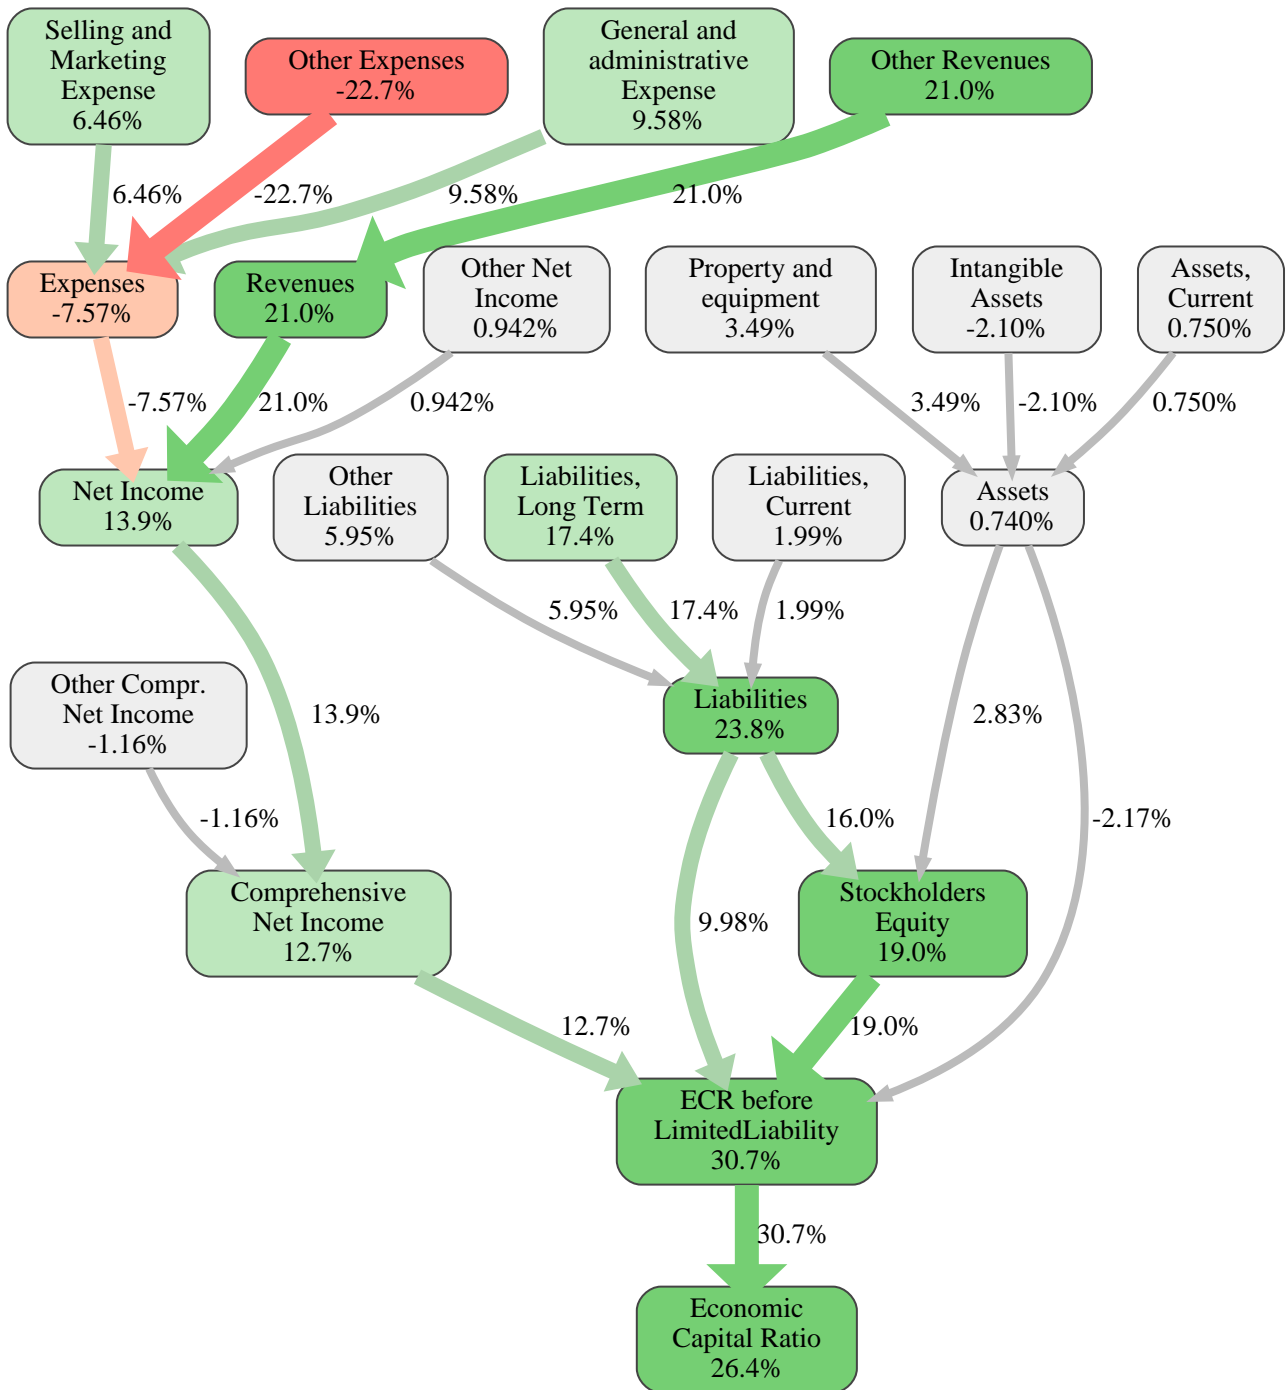 Selling and
Marketing
Expense
6.46%
Other Expenses
-22.7%
General and
administrative
Expense
9.58%
Other Revenues
21.0%
6.46%
-22.7%
9.58%
21.0%
Expenses
-7.57%
Revenues
21.0%
Other Net
Income
0.942%
Property and
equipment
3.49%
Intangible
Assets
-2.10%
Assets,
Current
0.750%
-7.57%
21.0%
0.942%
3.49%
-2.10%
0.750%
Net Income
13.9%
Other
Liabilities
5.95%
Liabilities,
Long Term
17.4%
Liabilities,
Current
1.99%
Assets
0.740%
5.95%
17.4%
1.99%
Other Compr.
Net Income
-1.16%
13.9%
Liabilities
23.8%
2.83%
-1.16%
16.0%
-2.17%
Comprehensive
Net Income
12.7%
9.98%
Stockholders
Equity
19.0%
12.7%
19.0%
ECR before
LimitedLiability
30.7%
30.7%
Economic
Capital Ratio
26.4%